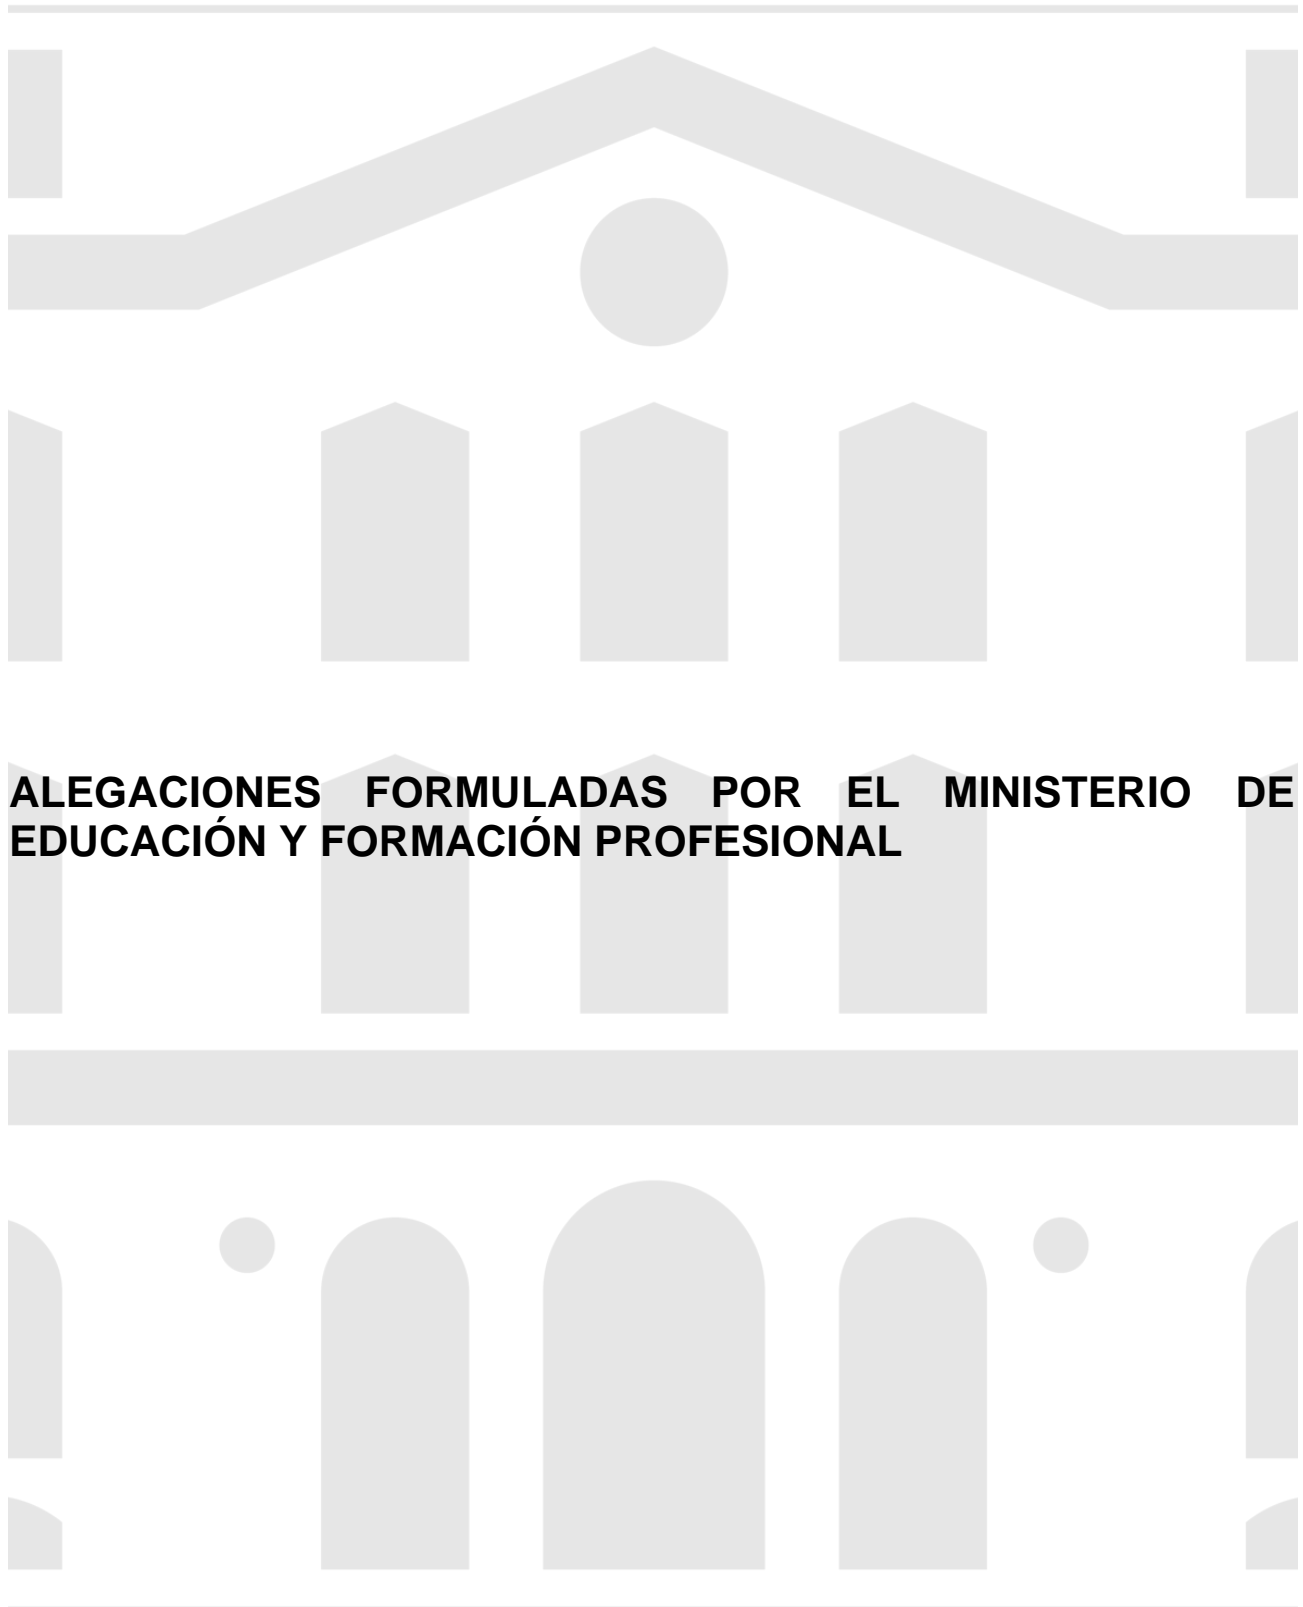 ALEGACIONES FORMULADAS POR EL MINISTERIO DE
EDUCACIÓN Y FORMACIÓN PROFESIONAL